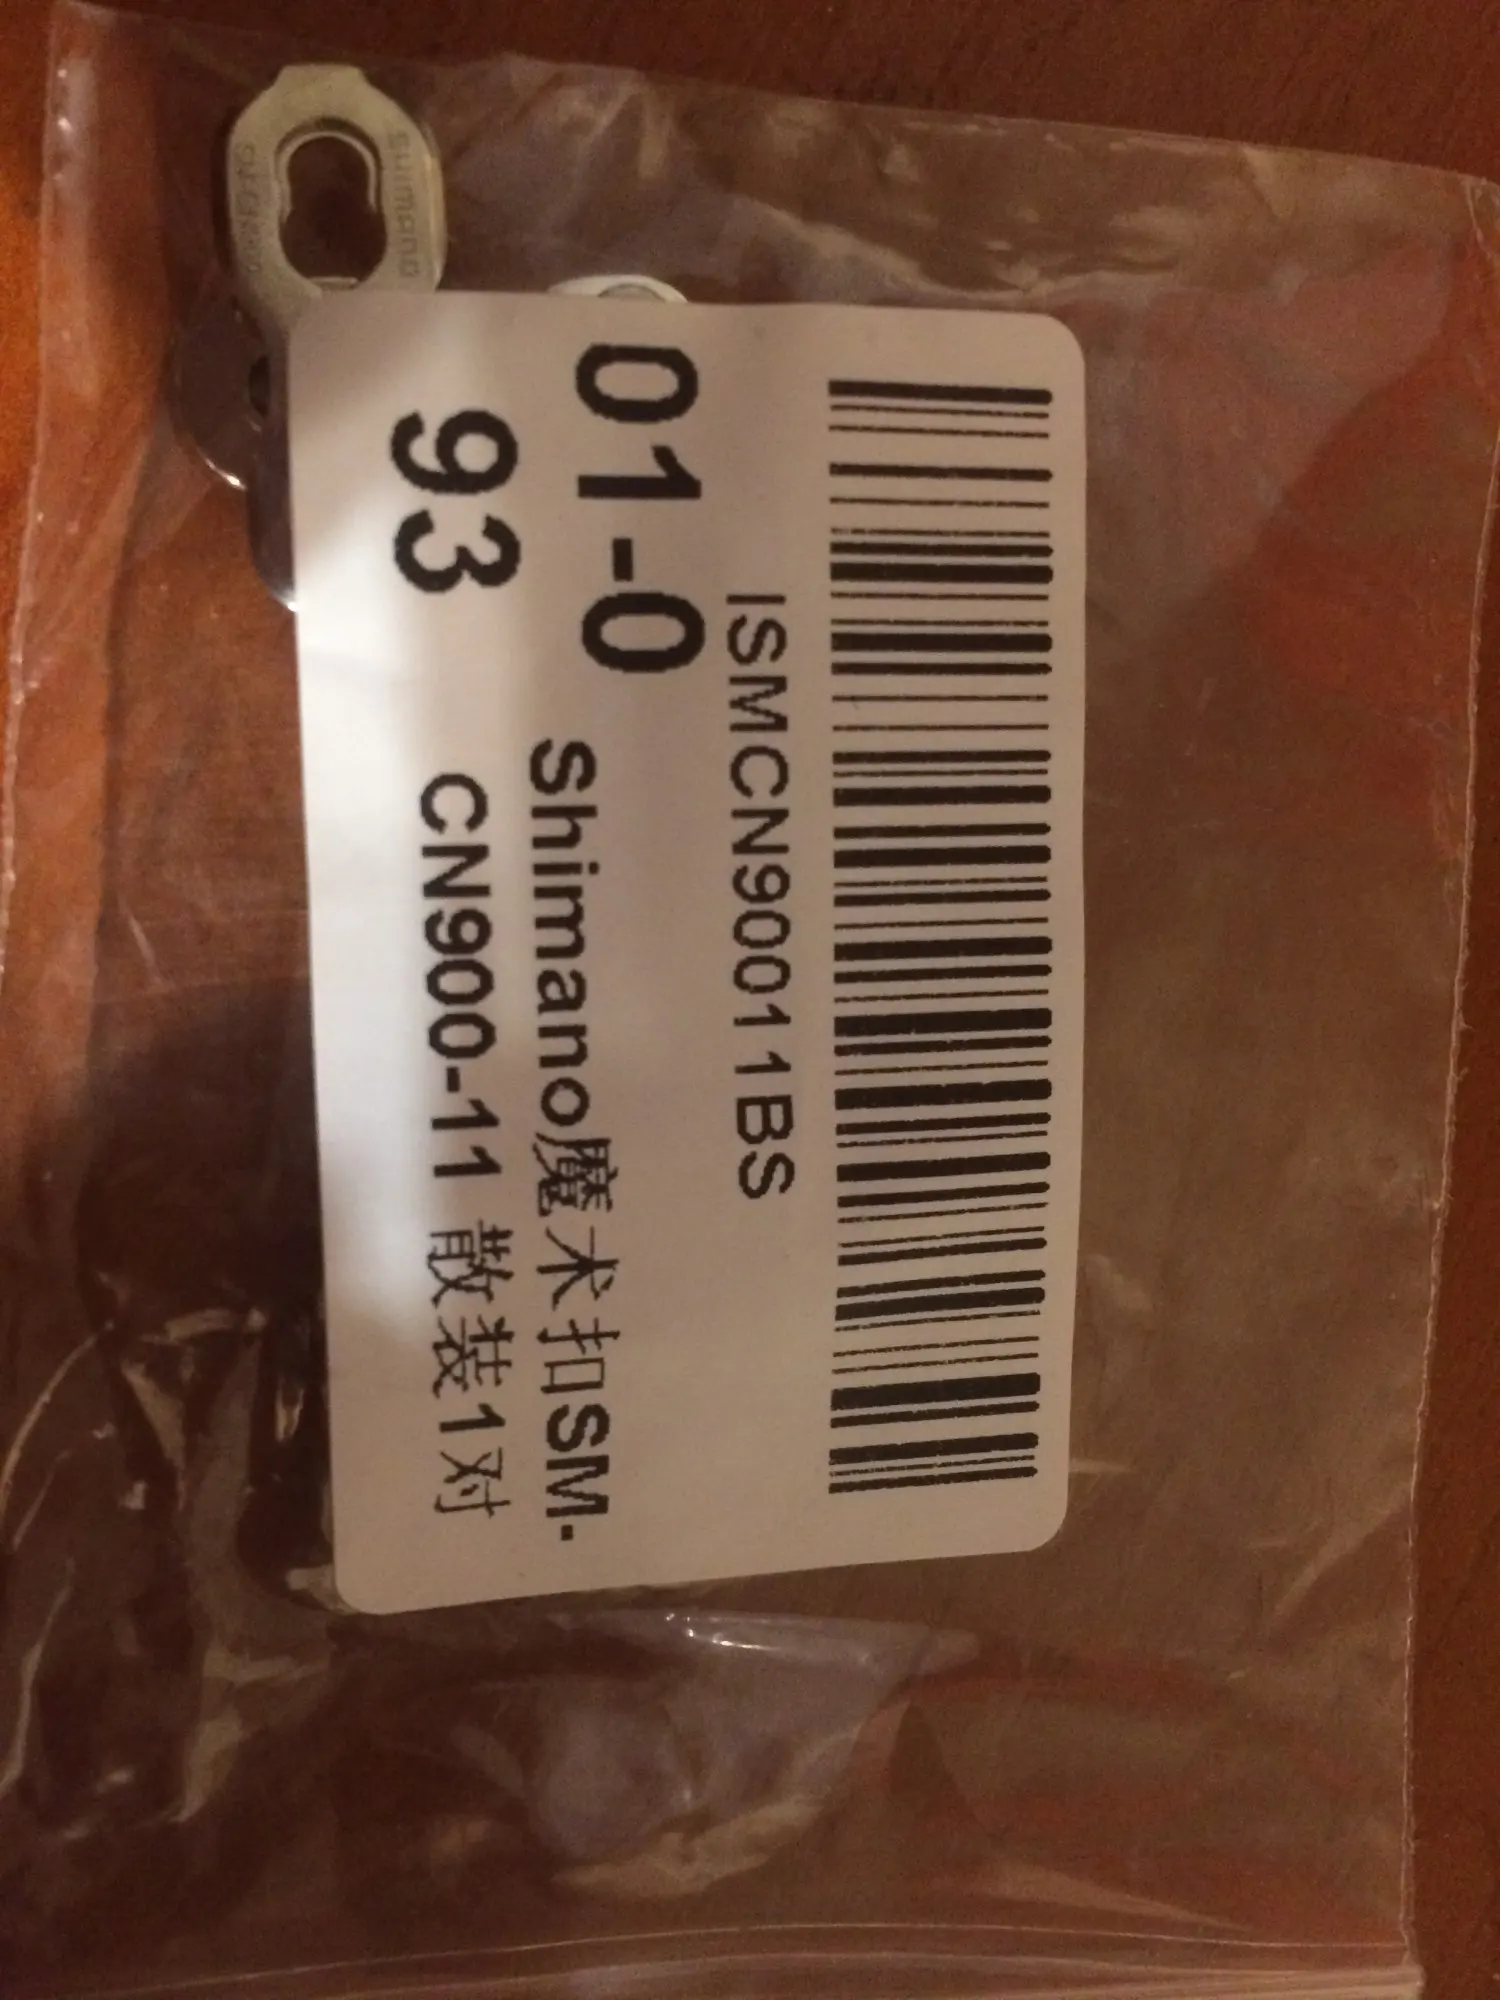 ISMCN90011BS
01-0
93
Shimano魔术扣SM-
CN900-11 散装1对
SHIMANO